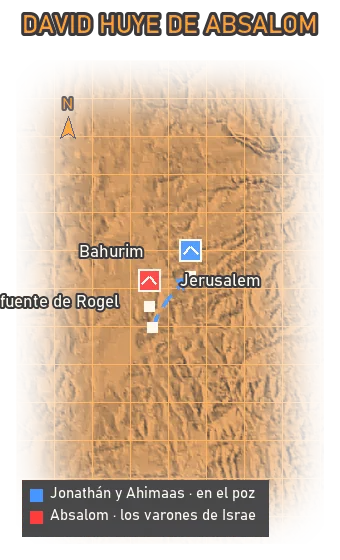 DAVID HUYE DE ABSALOM
N
Bahurim
Jerusalem
fuente de Rogel
Jonathán y Ahimaas · en el poz
Absalom · los varones de Israe